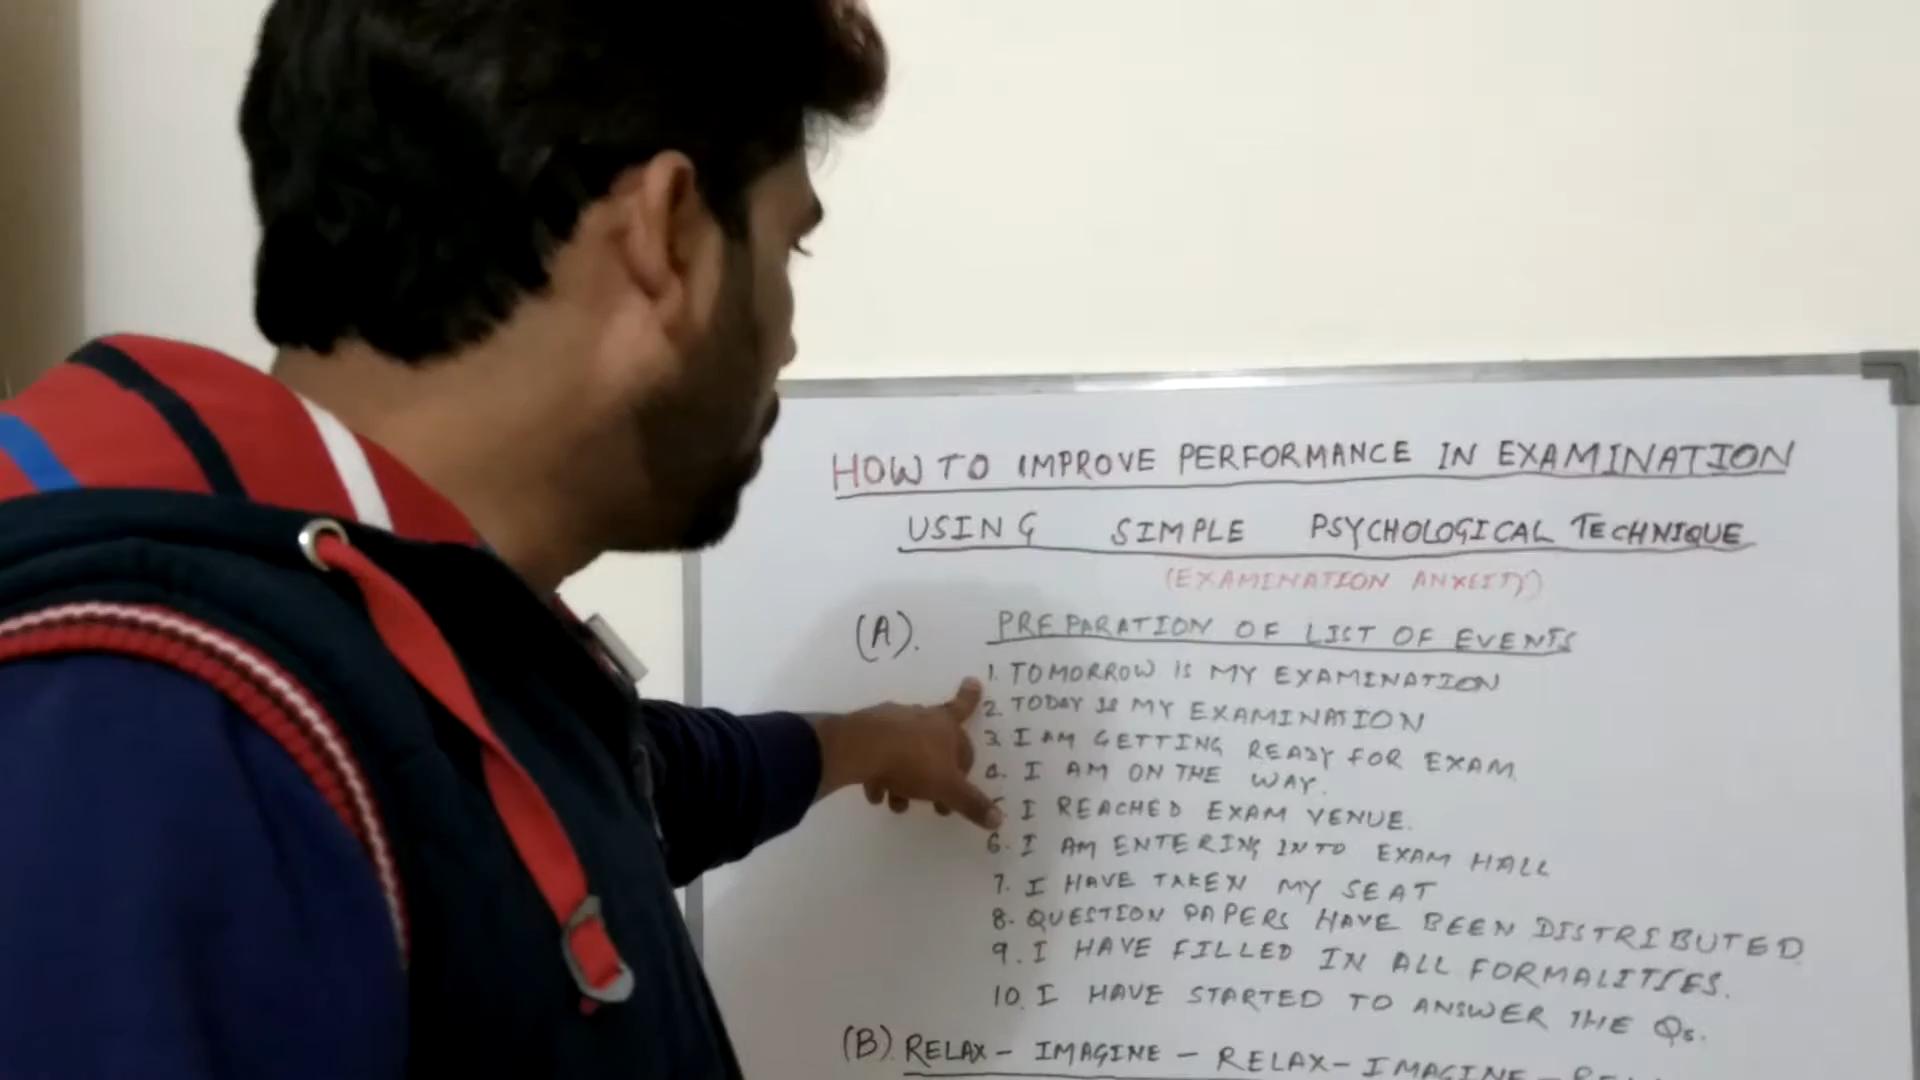 HOW TO IMPROVE PERFORMANCE IN EXAMINATION
USING SIMPLE PSYCHOLOGICAL TECHNIQUE
(EXAMINATION ANXEITY)
(A). PREPARATION OF LIST OF EVENTS
1. TOMORROW IS MY EXAMINATION
2. TODAY IS MY EXAMINATION
3. I AM GETTING READY FOR EXAM
4. I AM ON THE WAY.
5. I REACHED EXAM VENUE.
6. I AM ENTERING INTO EXAM HALL
7. I HAVE TAKEN MY SEAT
8. QUESTION PAPERS HAVE BEEN DISTRIBUTED
9. I HAVE FILLED IN ALL FORMALITIES.
10. I HAVE STARTED TO ANSWER THE Qs.
(B) RELAX - IMAGINE - RELAX - IMAGINE -